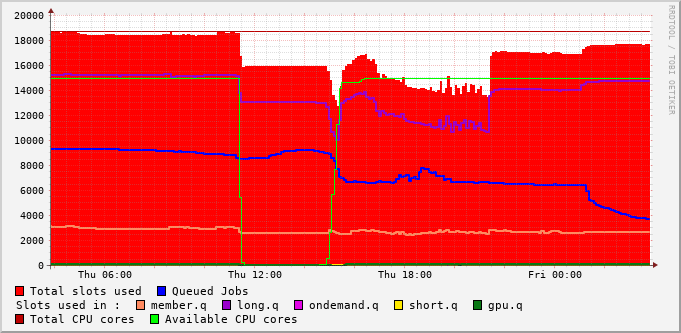 20000
18000
16000
14000
12000
10000
8000
6000
4000
2000
0
Thu 06:00 Thu 12:00 Thu 18:00 Fri 00:00
Total slots used Queued Jobs
Slots used in : member.q long.q ondemand.q short.q gpu.q
Total CPU cores Available CPU cores
RRDTOOL / TOBI OETIKER